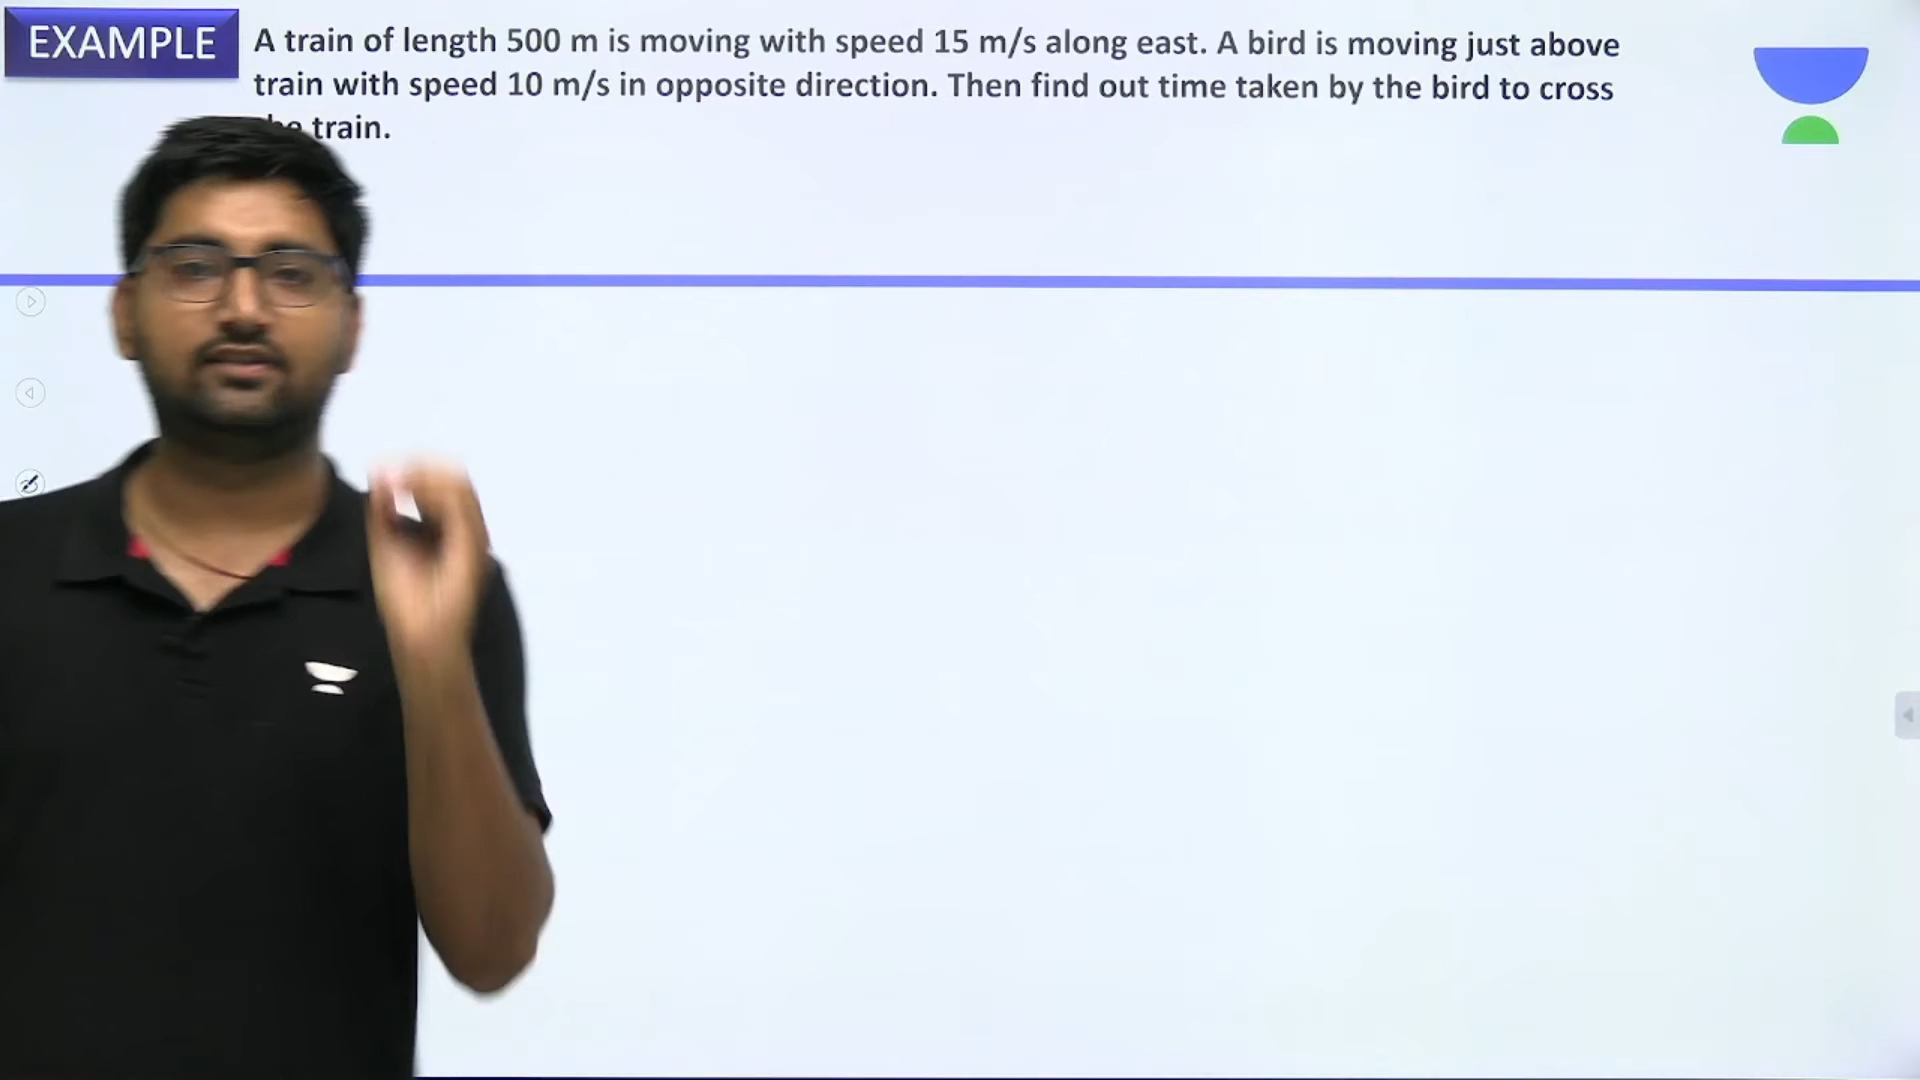 EXAMPLE
A train of length 500 m is moving with speed 15 m/s along east. A bird is moving just above
train with speed 10 m/s in opposite direction. Then find out time taken by the bird to cross
train.